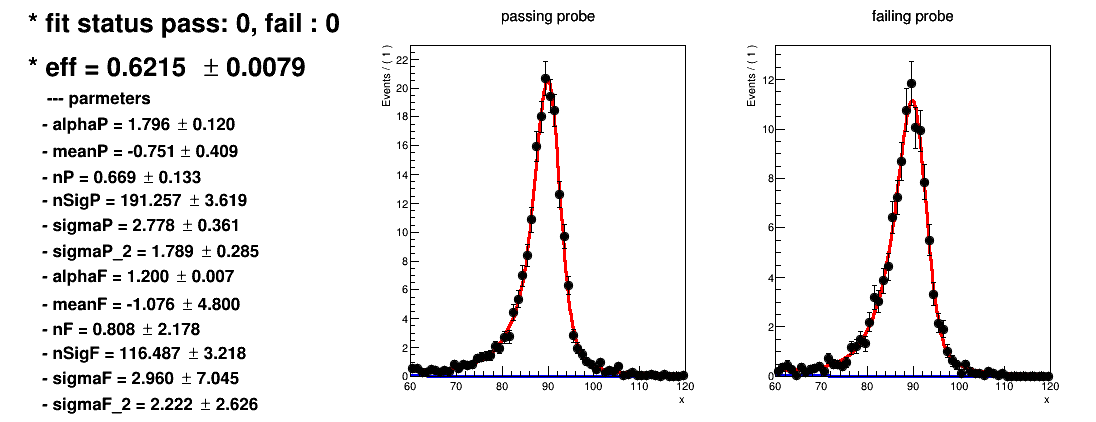 * fit status pass: 0, fail : 0
* eff = 0.6215 ± 0.0079
--- parmeters
- alphaP = 1.796 ± 0.120
- meanP = -0.751 ± 0.409
- nP = 0.669 ± 0.133
- nSigP = 191.257 ± 3.619
- sigmaP = 2.778 ± 0.361
- sigmaP_2 = 1.789 ± 0.285
- alphaF = 1.200 ± 0.007
- meanF = -1.076 ± 4.800
- nF = 0.808 ± 2.178
- nSigF = 116.487 ± 3.218
- sigmaF = 2.960 ± 7.045
- sigmaF_2 = 2.222 ± 2.626
passing probe
Events / ( 1 )
22
20
18
16
14
12
10
8
6
4
2
0
60 70 80 90 100 110 120
x
failing probe
Events / ( 1 )
12
10
8
6
4
2
0
60 70 80 90 100 110 120
x